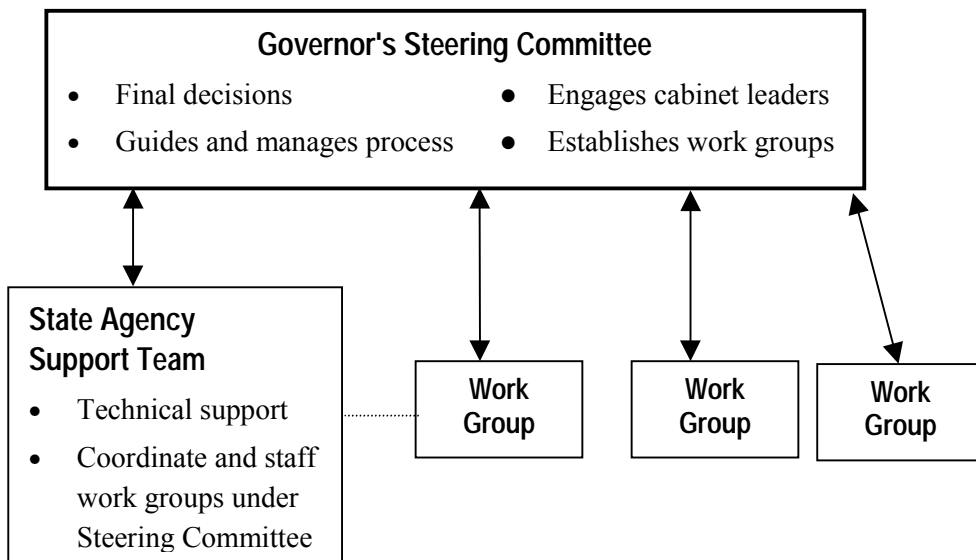 Governor's Steering Committee
• Final decisions
• Guides and manages process
● Engages cabinet leaders
● Establishes work groups
State Agency
Support Team
• Technical support
• Coordinate and staff
work groups under
Steering Committee
Work
Group
Work
Group
Work
Group